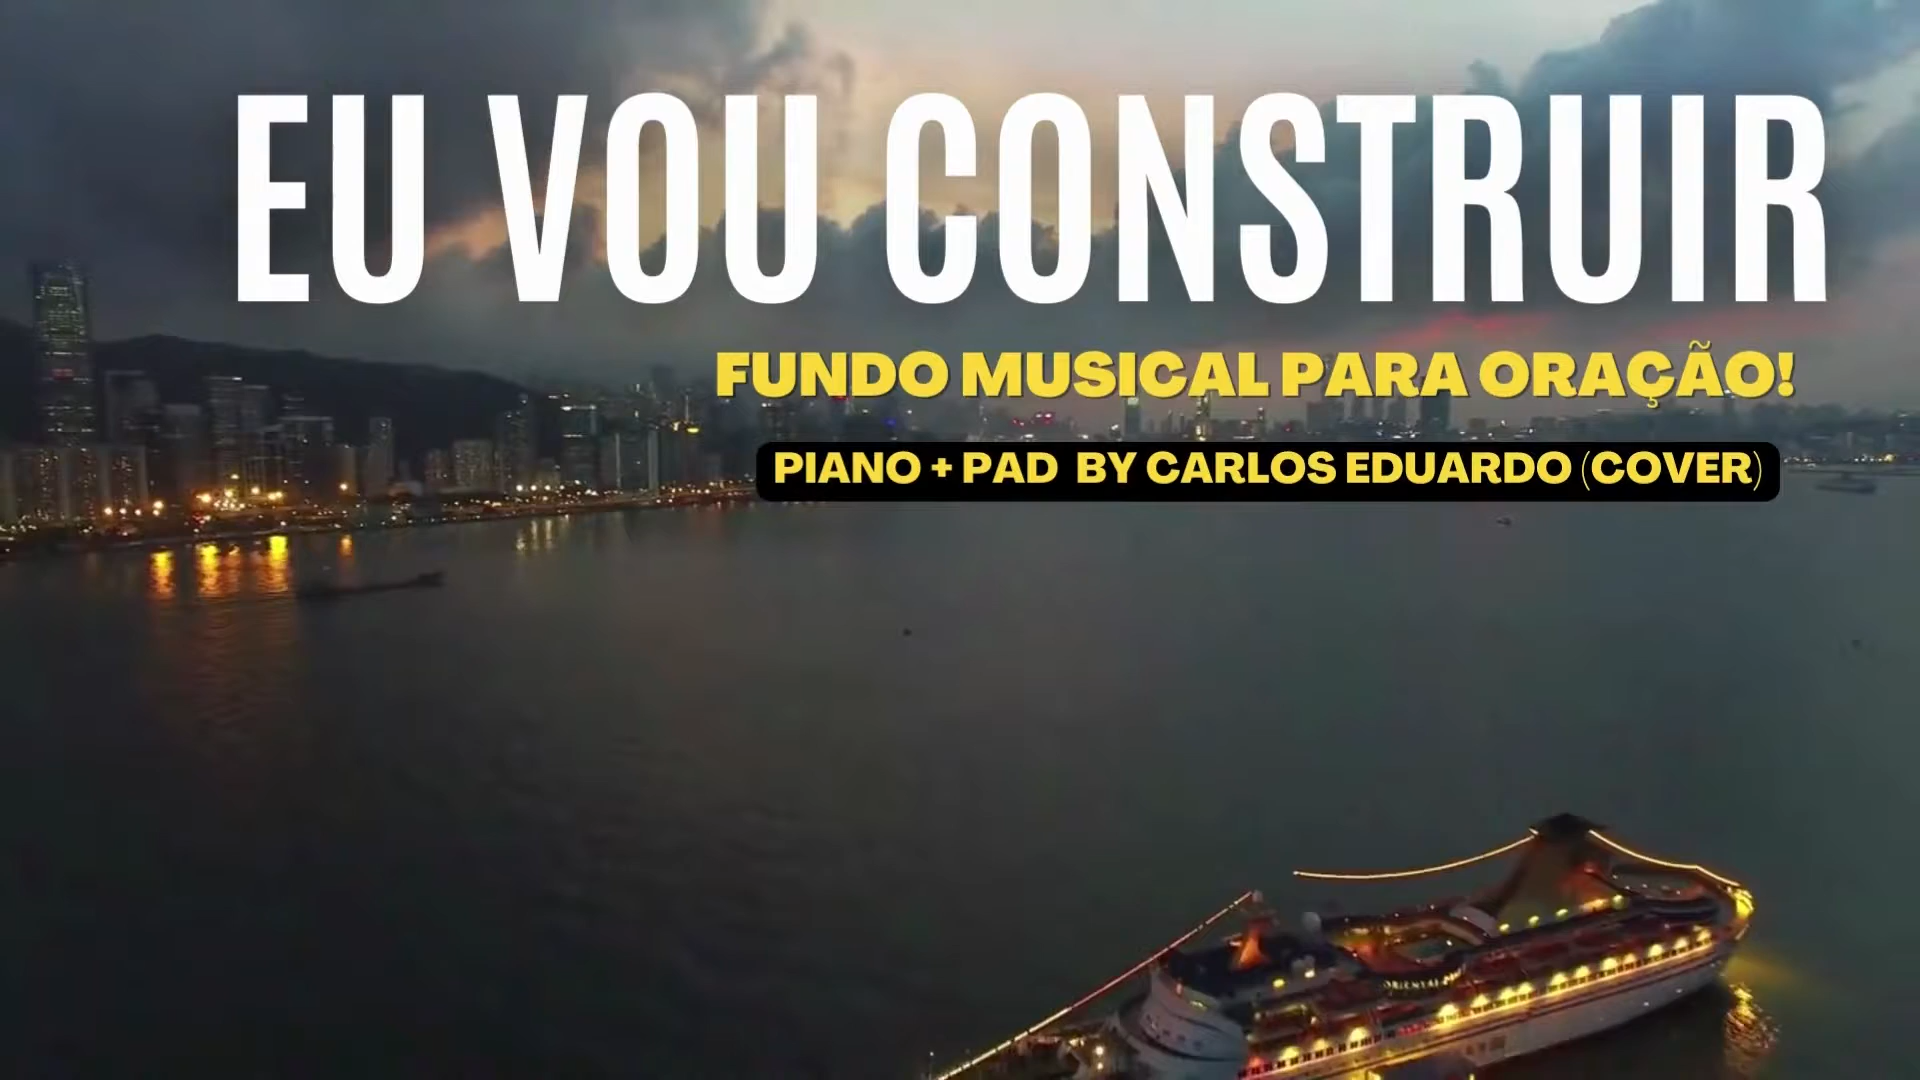 EU VOU CONSTRUIR
FUNDO MUSICAL PARA ORAÇÃO!
PIANO + PAD BY CARLOS EDUARDO (COVER)